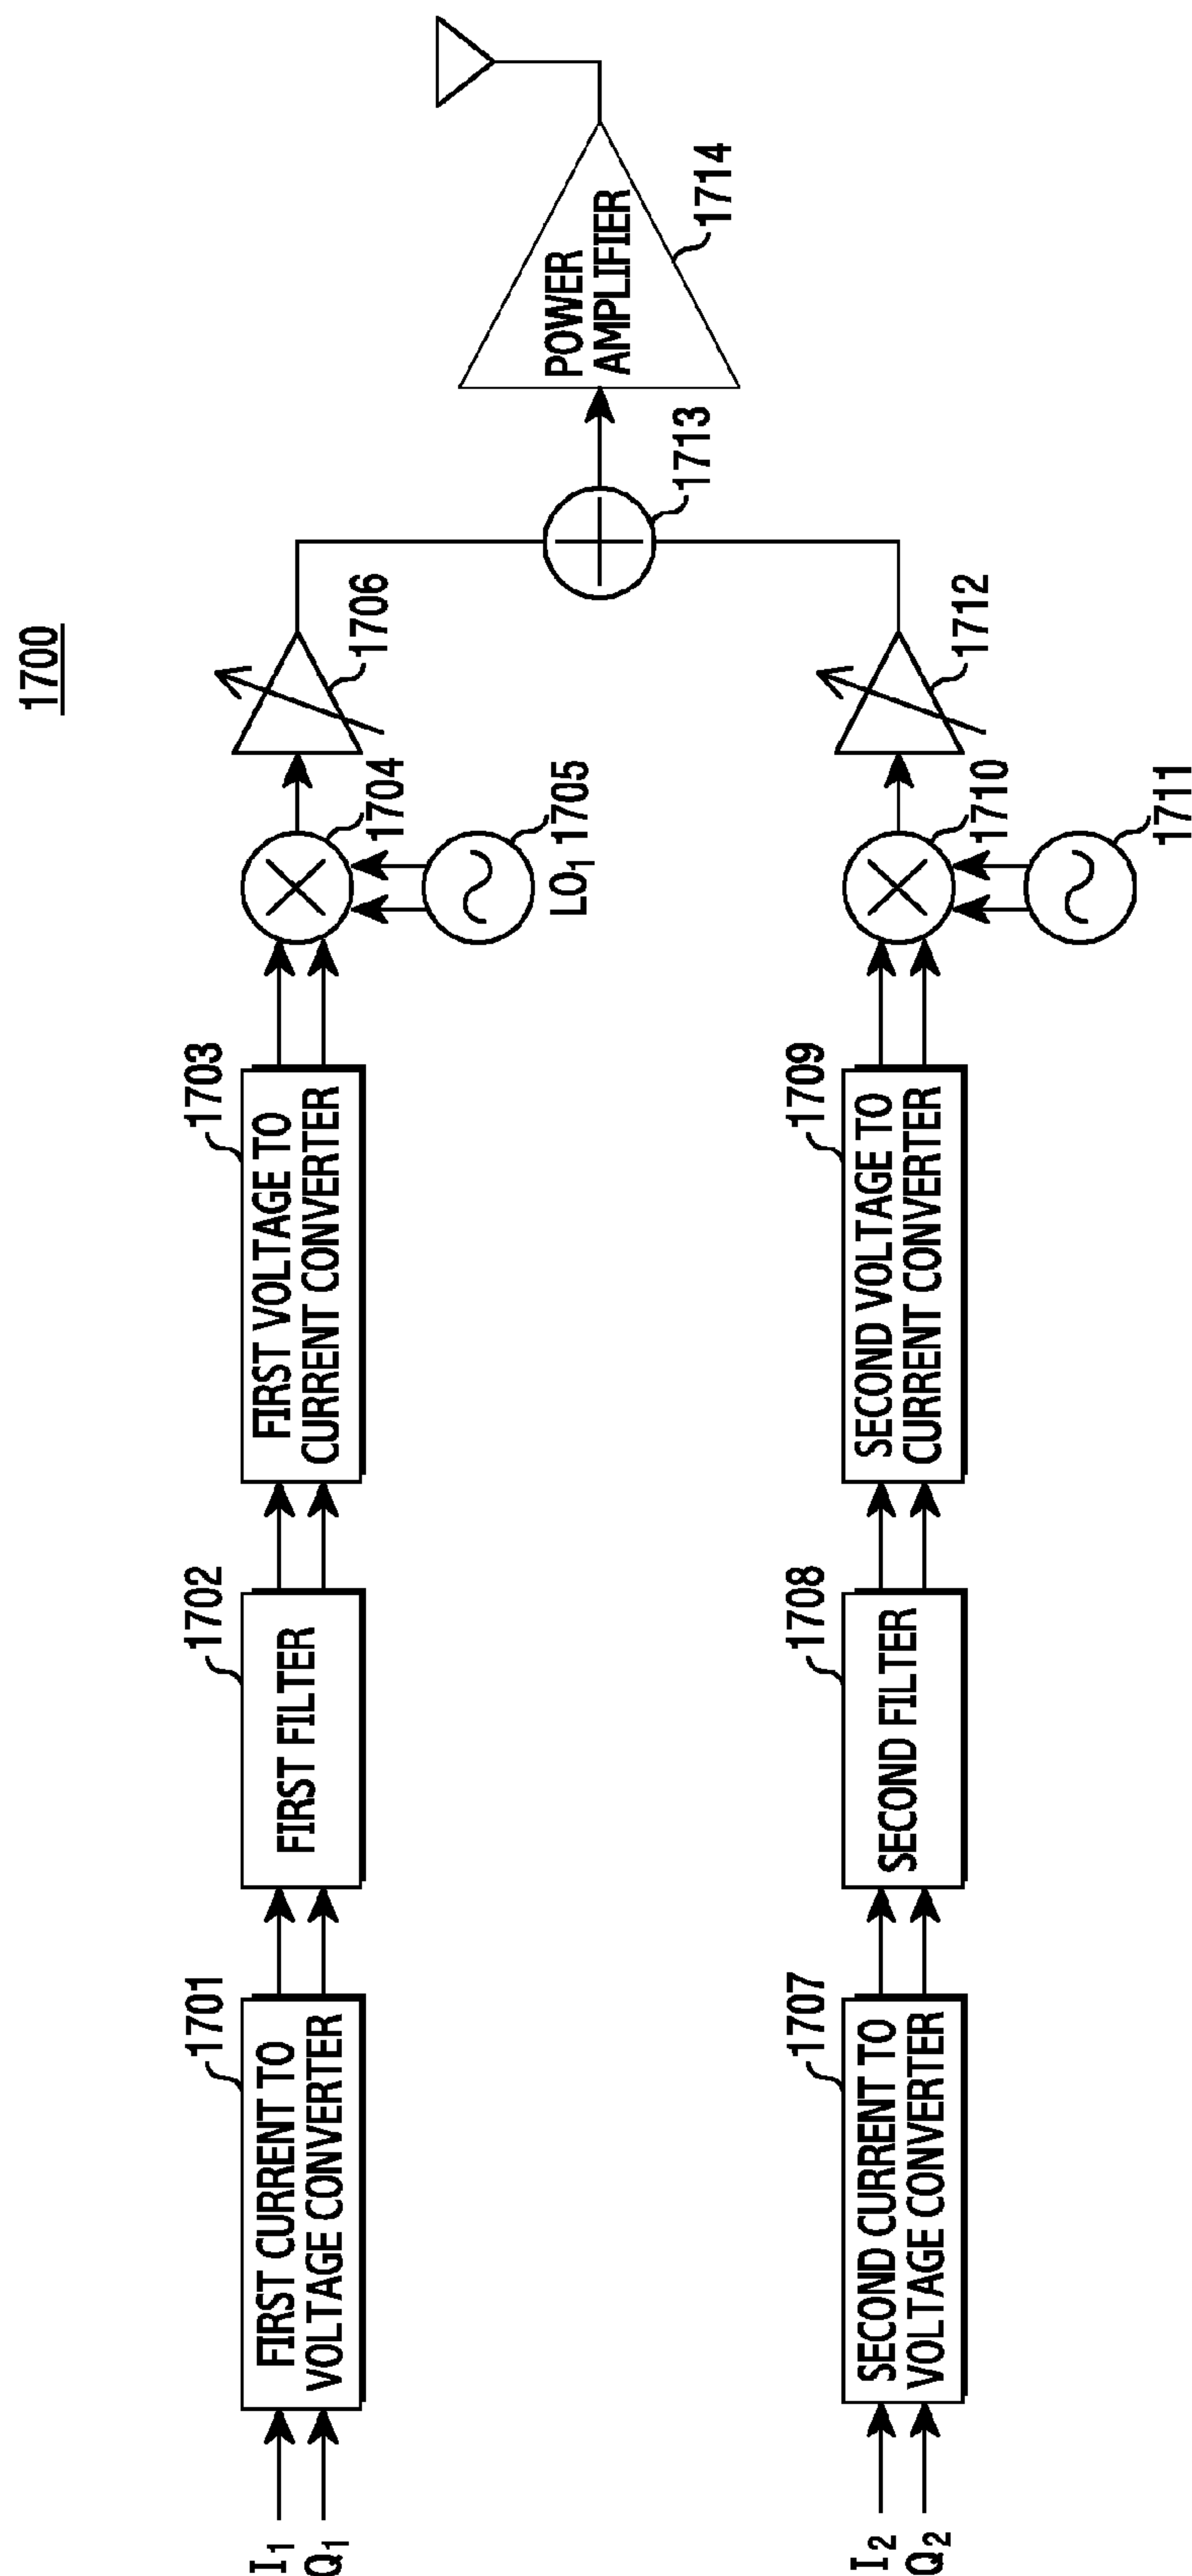 1700
I1
Q1
FIRST CURRENT TO
VOLTAGE CONVERTER
1701
FIRST FILTER
1702
FIRST VOLTAGE TO
CURRENT CONVERTER
1703
1704
LO1 1705
1706
I2
Q2
SECOND CURRENT TO
VOLTAGE CONVERTER
1707
SECOND FILTER
1708
SECOND VOLTAGE TO
CURRENT CONVERTER
1709
1710
1711
1712
1713
POWER
AMPLIFIER
1714